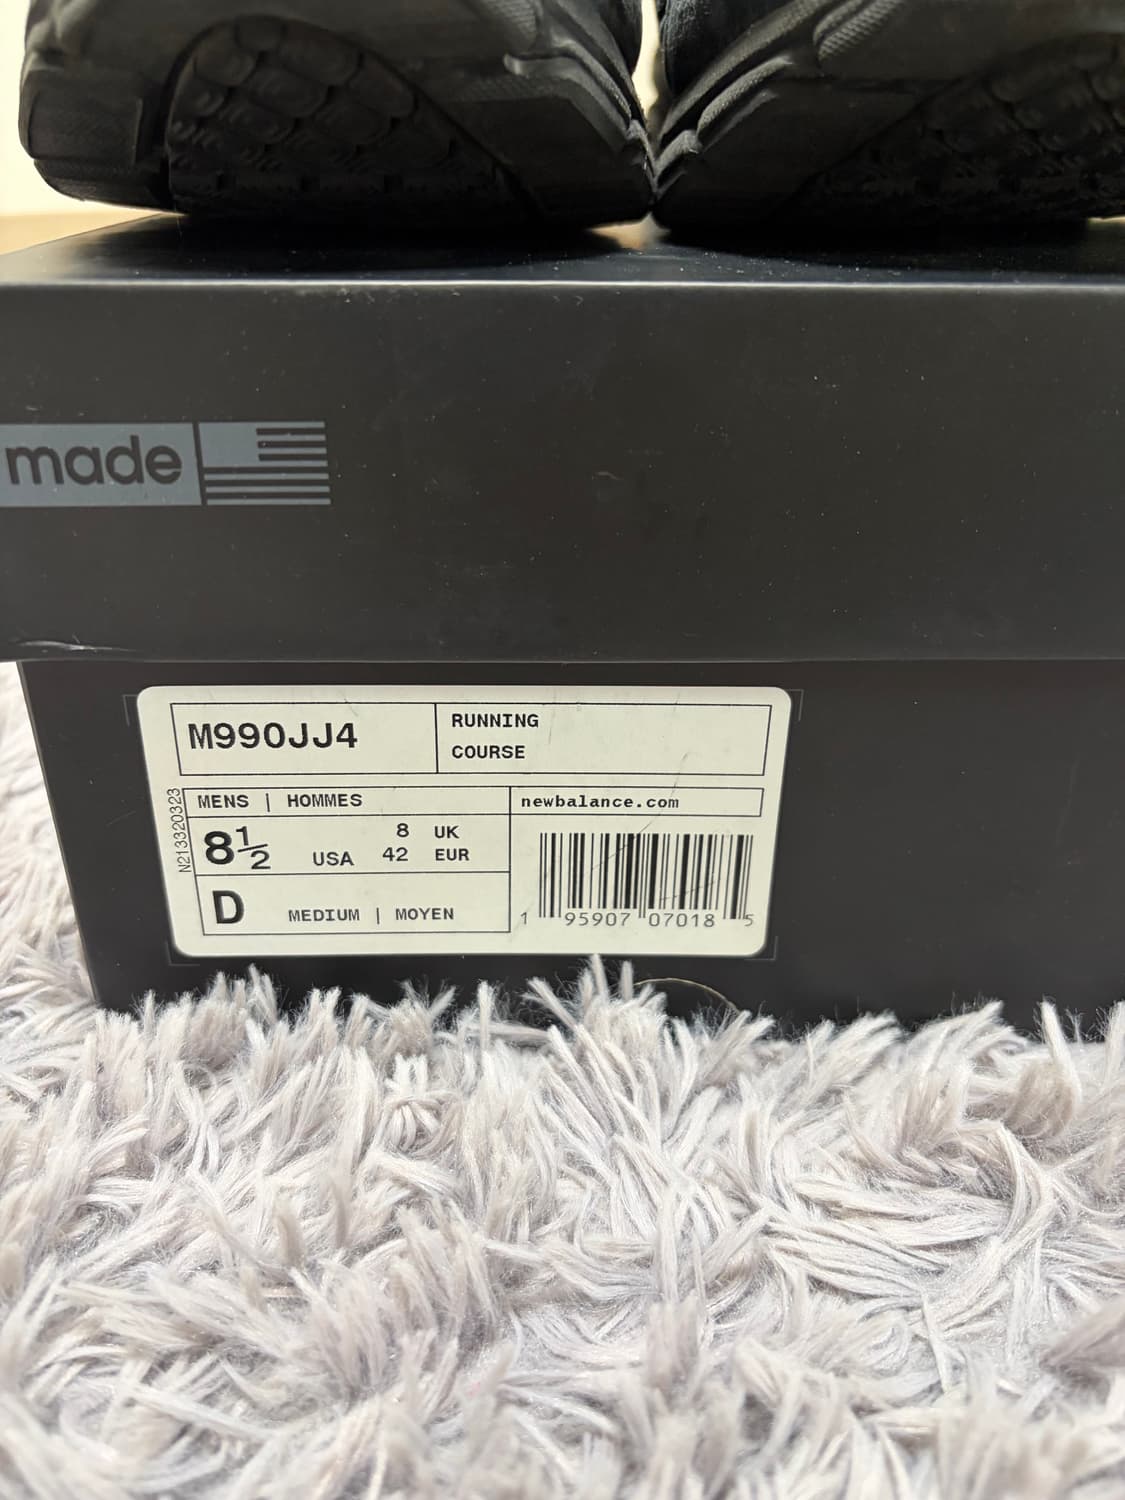 made
M990JJ4
RUNNING
COURSE
N213320323
MENS | HOMMES
newbalance.com
8½ USA
8 UK
42 EUR
D MEDIUM | MOYEN
1 95907 07018 5